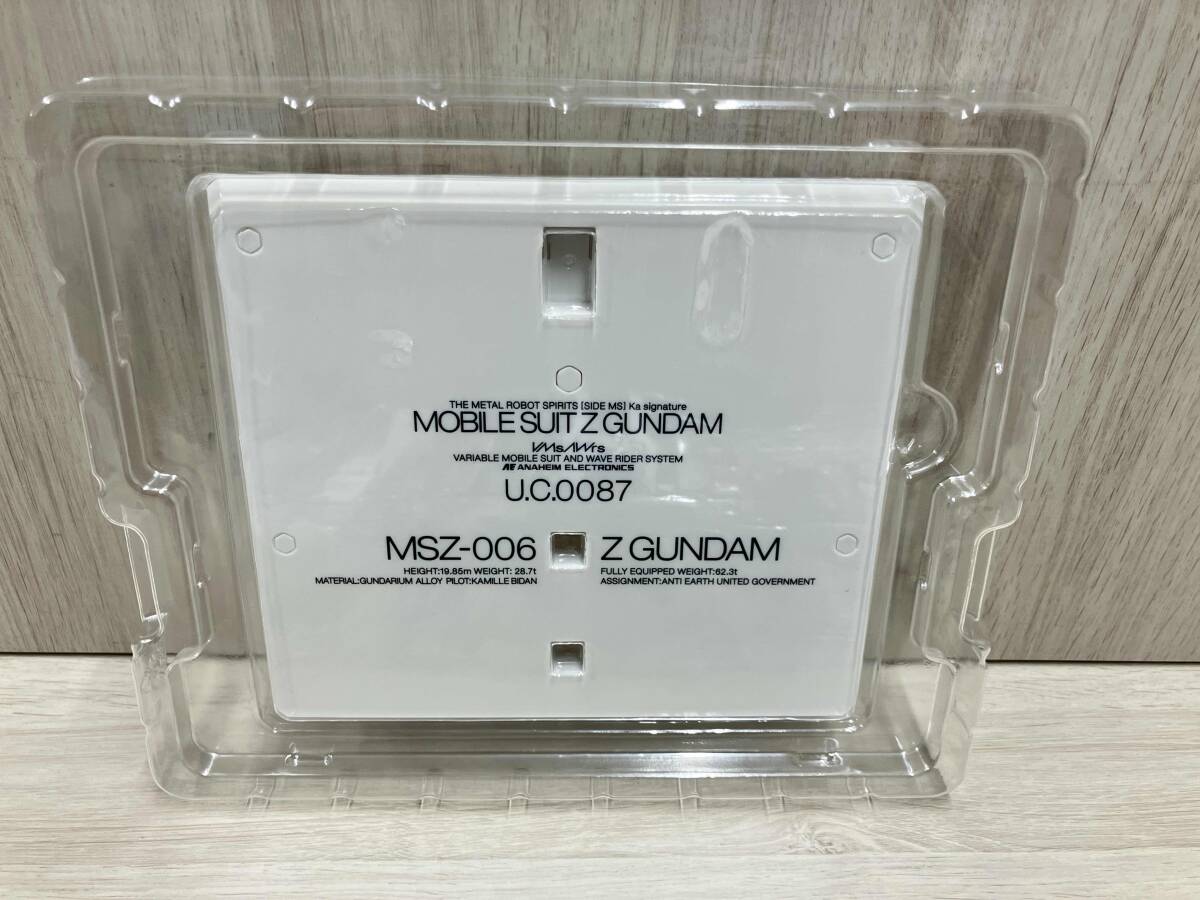 THE METAL ROBOT SPIRITS [SIDE MS] Ka signature
MOBILE SUIT Z GUNDAM
VMsAWrs
VARIABLE MOBILE SUIT AND WAVE RIDER SYSTEM
AE ANAHEIM ELECTRONICS
U.C.0087
MSZ-006
HEIGHT:19.85m WEIGHT: 28.7t
MATERIAL:GUNDARIUM ALLOY PILOT:KAMILLE BIDAN
Z GUNDAM
FULLY EQUIPPED WEIGHT:62.3t
ASSIGNMENT:ANTI EARTH UNITED GOVERNMENT